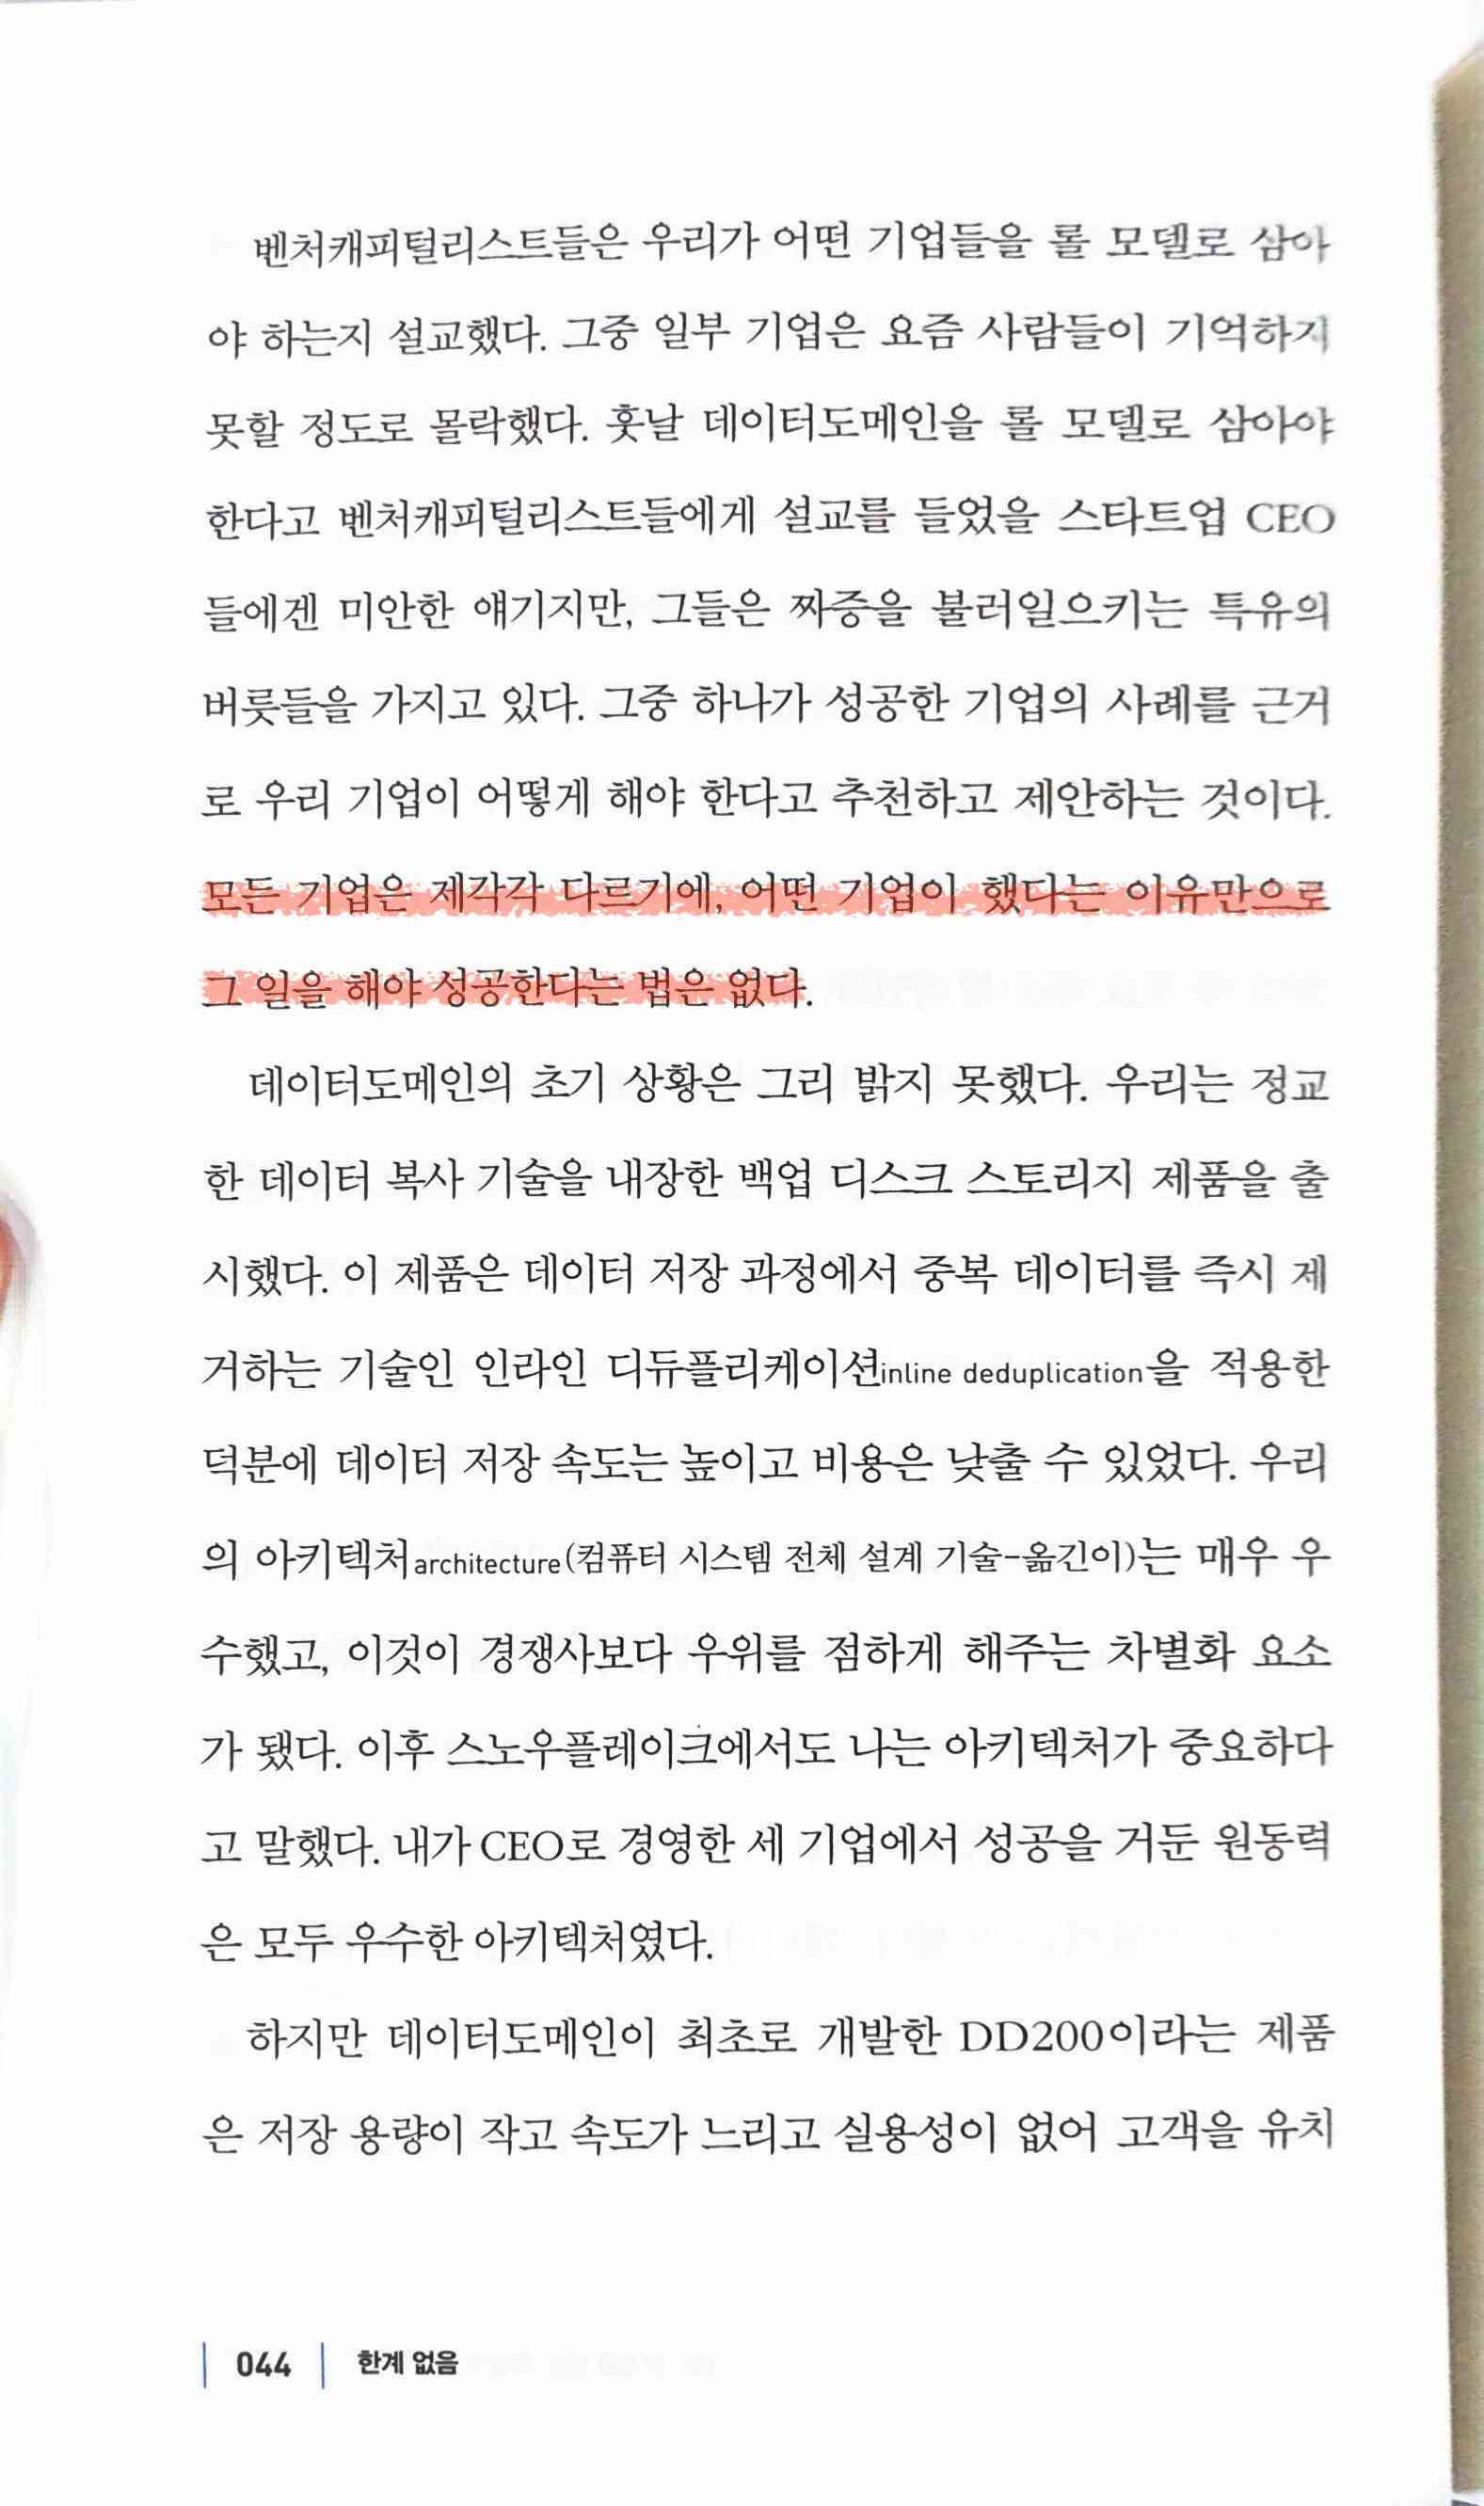 벤처캐피털리스트들은 우리가 어떤 기업들을 롤 모델로 삼아
야 하는지 설교했다. 그중 일부 기업은 요즘 사람들이 기억하지
못할 정도로 몰락했다. 훗날 데이터도메인을 롤 모델로 삼아야
한다고 벤처캐피털리스트들에게 설교를 들었을 스타트업 CEO
들에겐 미안한 얘기지만, 그들은 짜증을 불러일으키는 특유의
버릇들을 가지고 있다. 그중 하나가 성공한 기업의 사례를 근거
로 우리 기업이 어떻게 해야 한다고 추천하고 제안하는 것이다.
모든 기업은 제각각 다르기에, 어떤 기업이 했다는 이유만으로
그 일을 해야 성공한다는 법은 없다.
데이터도메인의 초기 상황은 그리 밝지 못했다. 우리는 정교
한 데이터 복사 기술을 내장한 백업 디스크 스토리지 제품을 출
시했다. 이 제품은 데이터 저장 과정에서 중복 데이터를 즉시 제
거하는 기술인 인라인 디듀플리케이션inline deduplication을 적용한
덕분에 데이터 저장 속도는 높이고 비용은 낮출 수 있었다. 우리
의 아키텍처architecture(컴퓨터 시스템 전체 설계 기술-옮긴이)는 매우 우
수했고, 이것이 경쟁사보다 우위를 점하게 해주는 차별화 요소
가 됐다. 이후 스노우플레이크에서도 나는 아키텍처가 중요하다
고 말했다. 내가 CEO로 경영한 세 기업에서 성공을 거둔 원동력
은 모두 우수한 아키텍처였다.
하지만 데이터도메인이 최초로 개발한 DD200이라는 제품
은 저장 용량이 작고 속도가 느리고 실용성이 없어 고객을 유치
044 한계 없음